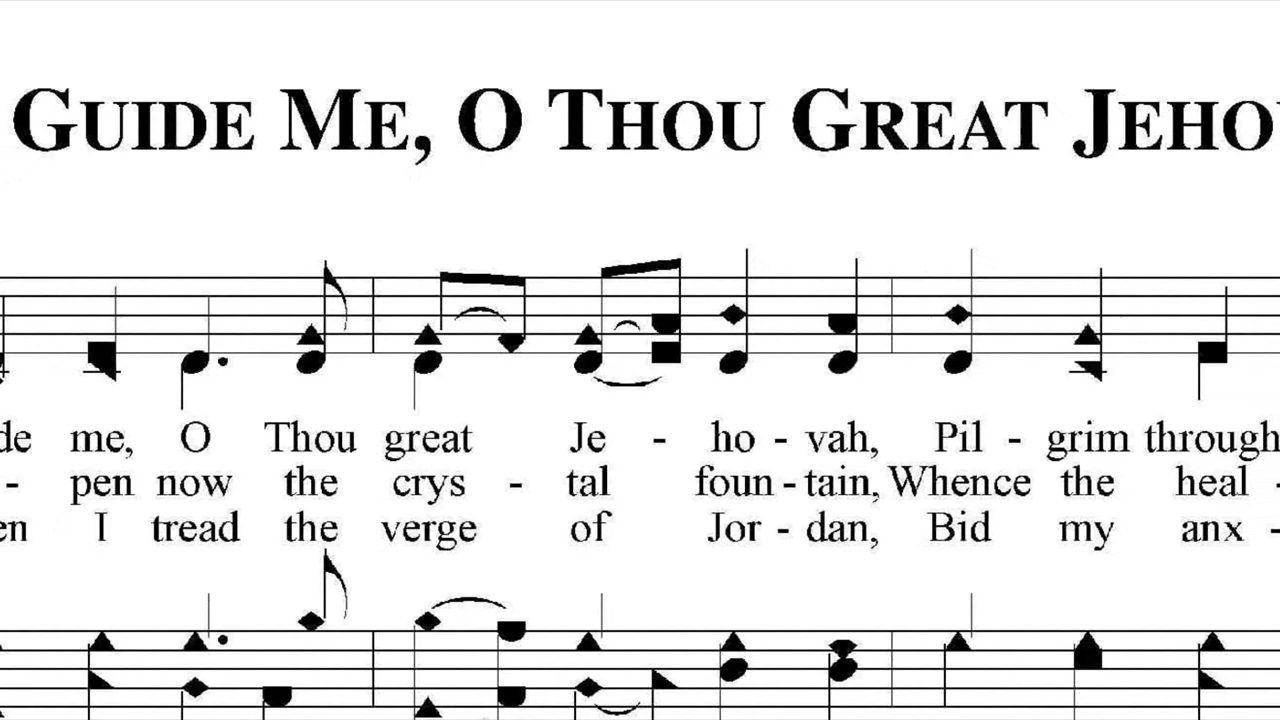 GUIDE ME, O THOU GREAT JEHO
de me, O Thou great Je - ho - vah, Pil - grim through
- pen now the crys - tal foun - tain, Whence the heal -
en I tread the verge of Jor - dan, Bid my anx -